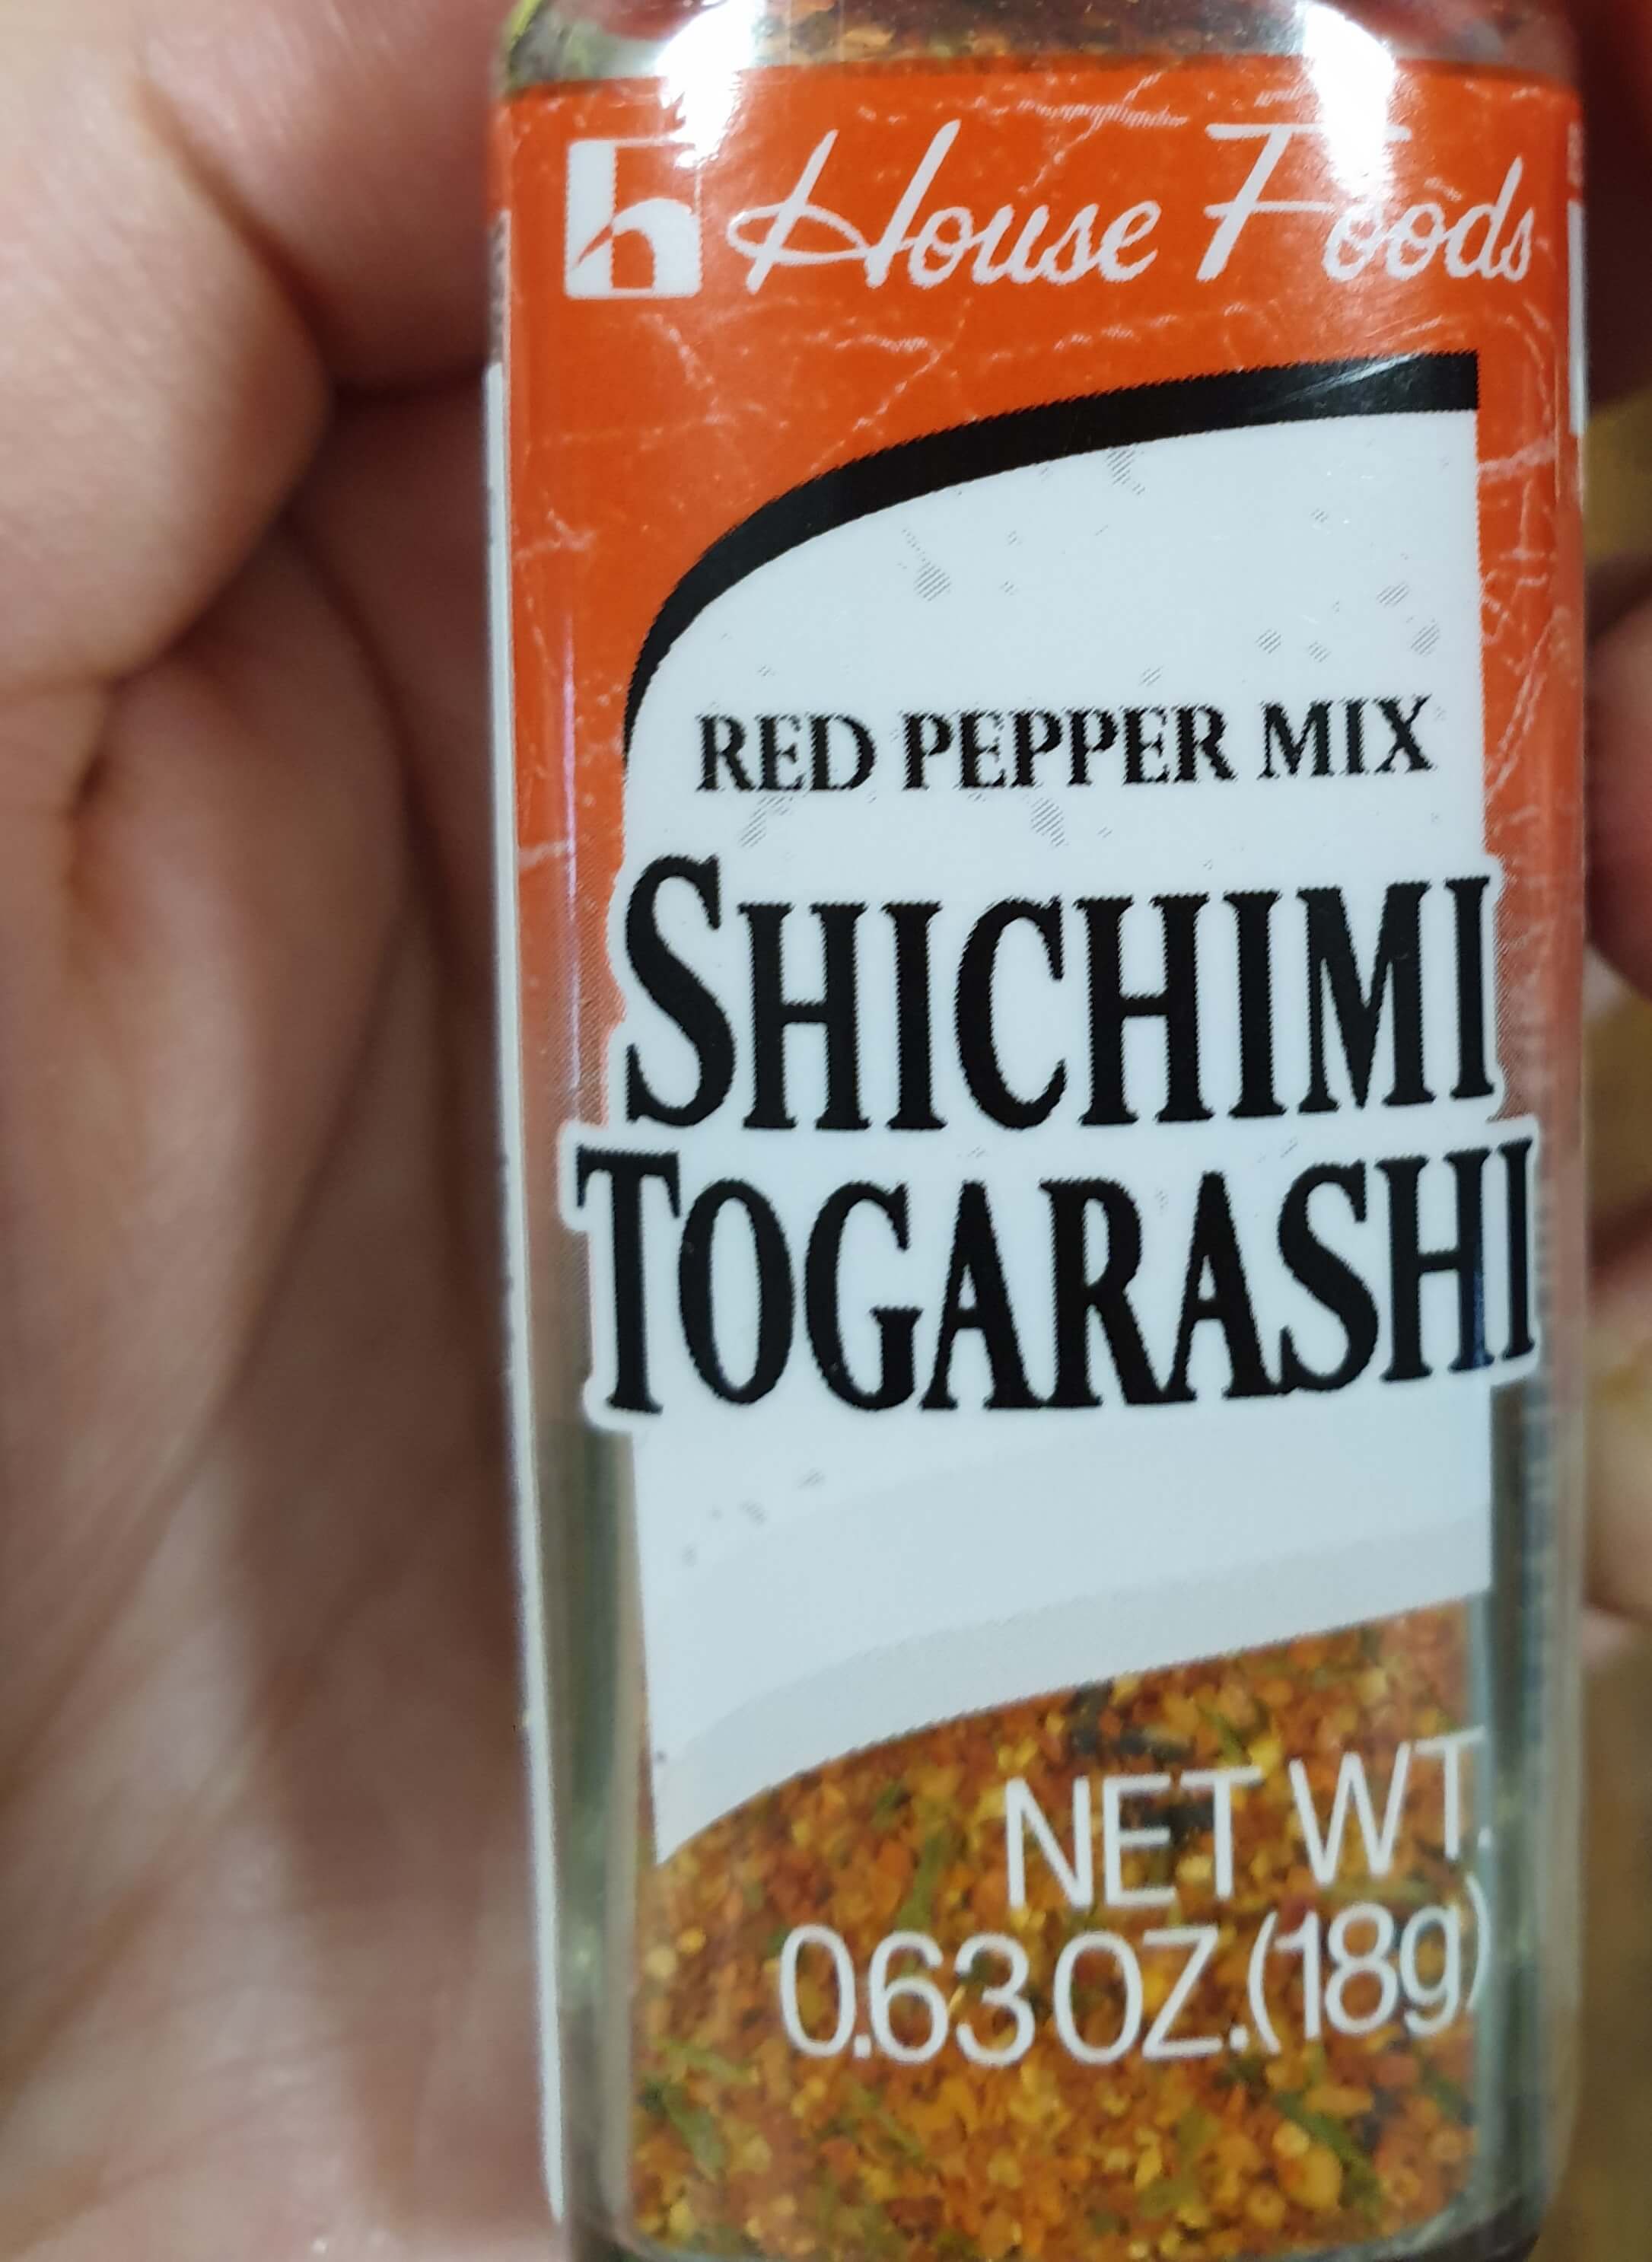 House Foods
RED PEPPER MIX
SHICHIMI
TOGARASHI
NET WT.
0.63 OZ.(18g)